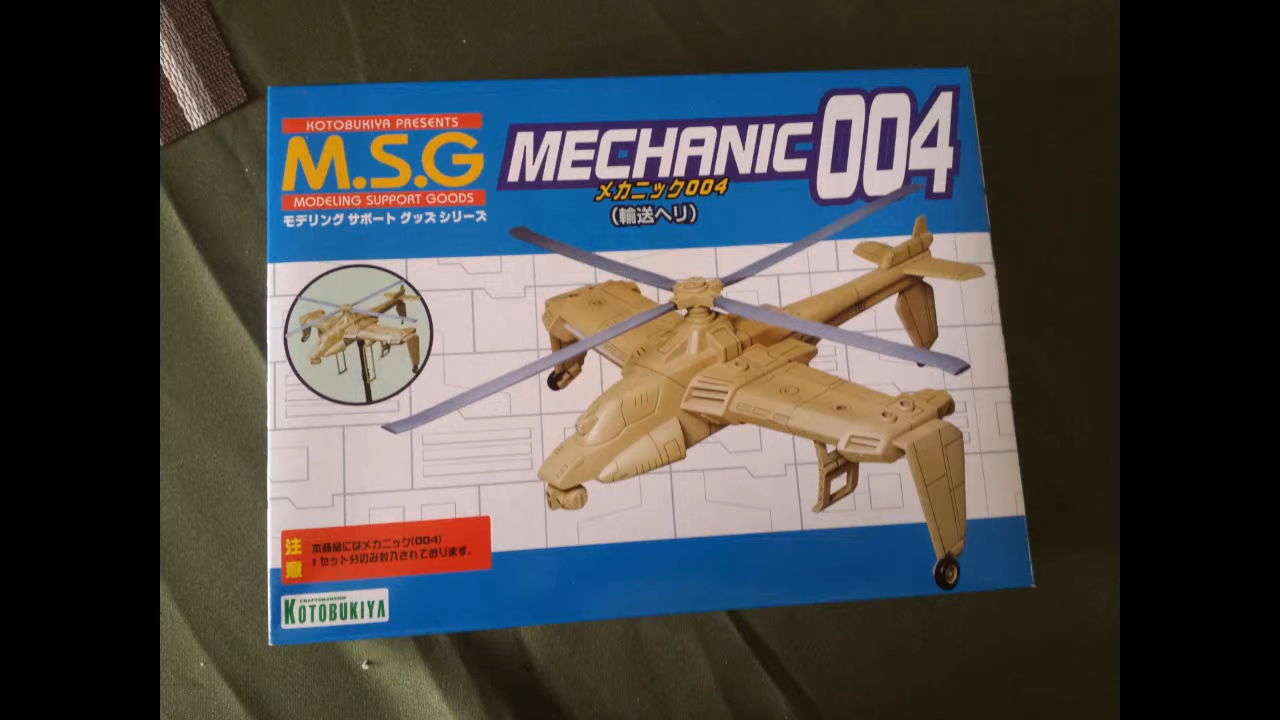 KOTOBUKIYA PRESENTS
M.S.G
MODELING SUPPORT GOODS
モデリング サポート グッズ シリーズ
MECHANIC 004
メカニック004
(輸送ヘリ)
注意
本商品にはメカニック(004)
1セット分のみ封入されております。
CRAFTSMANSHIP
KOTOBUKIYA